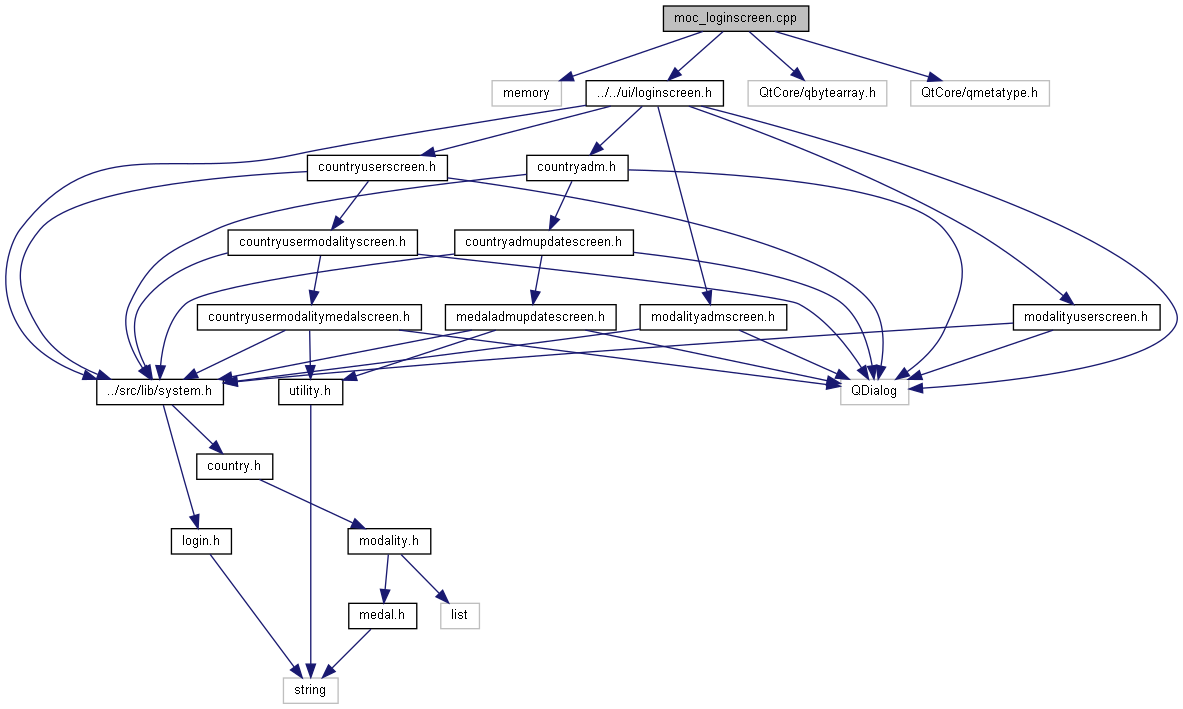 moc_loginscreen.cpp
memory
../../ui/loginscreen.h
QtCore/qbytearray.h
QtCore/qmetatype.h
countryuserscreen.h
countryadm.h
countryusermodalityscreen.h
countryadmupdatescreen.h
countryusermodalitymedalscreen.h
medaladmupdatescreen.h
modalityadmscreen.h
modalityuserscreen.h
../src/lib/system.h
utility.h
QDialog
country.h
login.h
modality.h
medal.h
list
string